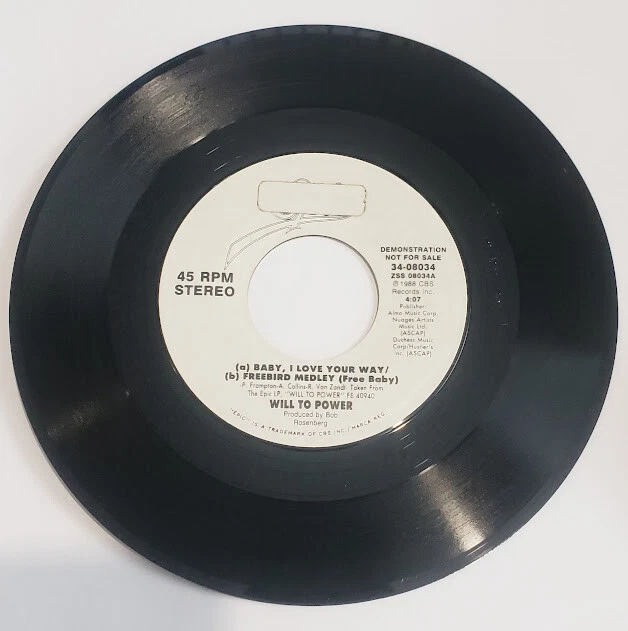 45 RPM
STEREO
DEMONSTRATION
NOT FOR SALE
34-08034
ZSS 08034A
℗ 1988 CBS
Records Inc.
4:07
Publisher:
Almo Music Corp.
Nuages Artists
Music Ltd.
(ASCAP)
Duchess Music
Corp/Hustler's
Inc. (ASCAP)
(a) BABY, I LOVE YOUR WAY/
(b) FREEBIRD MEDLEY (Free Baby)
-P. Frampton-A. Collins-R. Van Zandt- Taken From
The Epic LP, "WILL TO POWER" FE 40940
WILL TO POWER
Produced by Bob
Rosenberg
"EPIC" IS A TRADEMARK OF CBS INC./ MARCA REG.